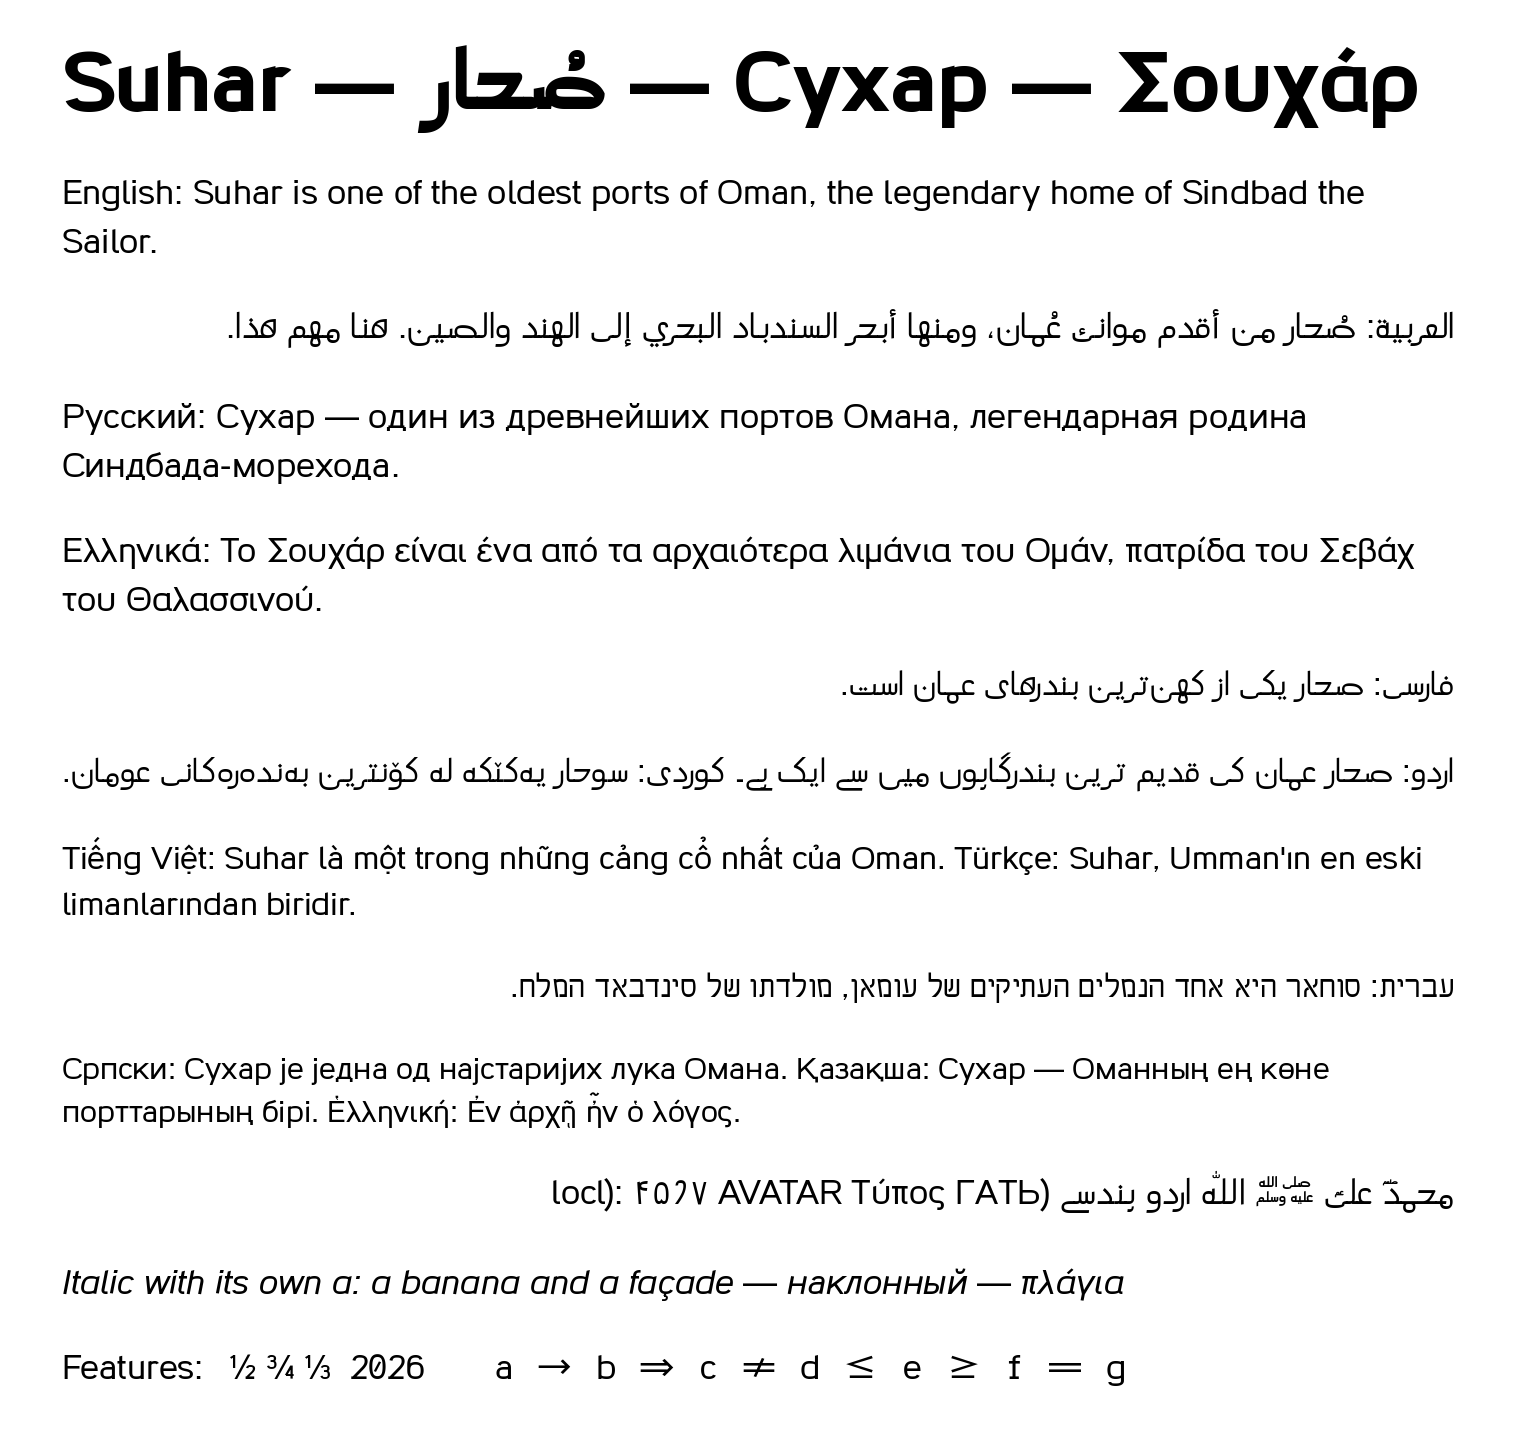 Suhar — صُحار — Сухар — Σουχάρ
English: Suhar is one of the oldest ports of Oman, the legendary home of Sindbad the
Sailor.
العربية: صُحار من أقدم موانئ عُمان، ومنها أبحر السندباد البحري إلى الهند والصين. هنا مهم هذا.
Русский: Сухар — один из древнейших портов Омана, легендарная родина
Синдбада-морехода.
Ελληνικά: Το Σουχάρ είναι ένα από τα αρχαιότερα λιμάνια του Ομάν, πατρίδα του Σεβάχ
του Θαλασσινού.
فارسی: صحار یکی از کهن‌ترین بندرهای عمان است.
اردو: صحار عمان کی قدیم ترین بندرگاہوں میں سے ایک ہے۔ کوردی: سوحار یەکێکە لە کۆنترین بەندەرەکانی عومان.
Tiếng Việt: Suhar là một trong những cảng cổ nhất của Oman. Türkçe: Suhar, Umman'ın en eski
limanlarından biridir.
עברית: סוחאר היא אחד הנמלים העתיקים של עומאן, מולדתו של סינדבאד המלח.
Српски: Сухар је једна од најстаријих лука Омана. Қазақша: Сухар — Оманның ең көне
порттарының бірі. Ἑλληνική: Ἐν ἀρχῇ ἦν ὁ λόγος.
محمدؐ علیؑ ﷺ اللّٰہ اردو ہندسے (locl): ۴۵۶۷ AVATAR Τύπος ГАТЬ
Italic with its own a: a banana and a façade — наклонный — πλάγια
Features: ½ ¾ ⅓ 2026 a → b ⇒ c ≠ d ≤ e ≥ f = g